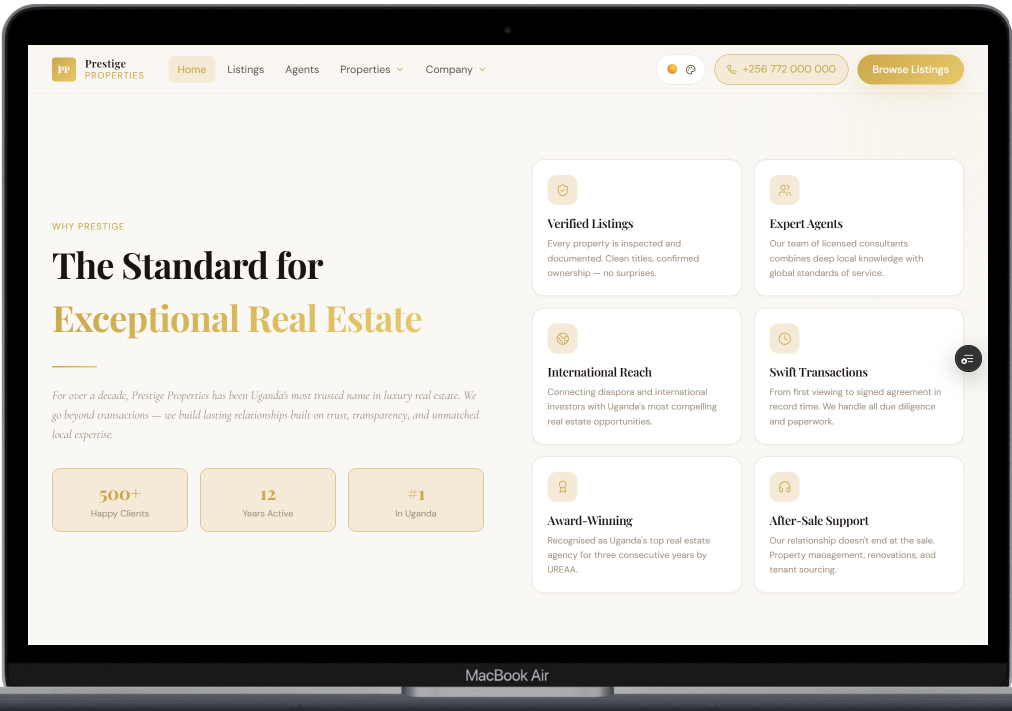 PP
Prestige
PROPERTIES
Home
Listings
Agents
Properties
Company
+256 772 000 000
Browse Listings
WHY PRESTIGE
The Standard for
Exceptional Real Estate
For over a decade, Prestige Properties has been Uganda's most trusted name in luxury real estate. We
go beyond transactions — we build lasting relationships built on trust, transparency, and unmatched
local expertise.
500+
Happy Clients
12
Years Active
#1
In Uganda
Verified Listings
Every property is inspected and
documented. Clean titles, confirmed
ownership — no surprises.
Expert Agents
Our team of licensed consultants
combines deep local knowledge with
global standards of service.
International Reach
Connecting diaspora and international
investors with Uganda's most compelling
real estate opportunities.
Swift Transactions
From first viewing to signed agreement in
record time. We handle all due diligence
and paperwork.
Award-Winning
Recognised as Uganda's top real estate
agency for three consecutive years by
UREAA.
After-Sale Support
Our relationship doesn't end at the sale.
Property management, renovations, and
tenant sourcing.
MacBook Air